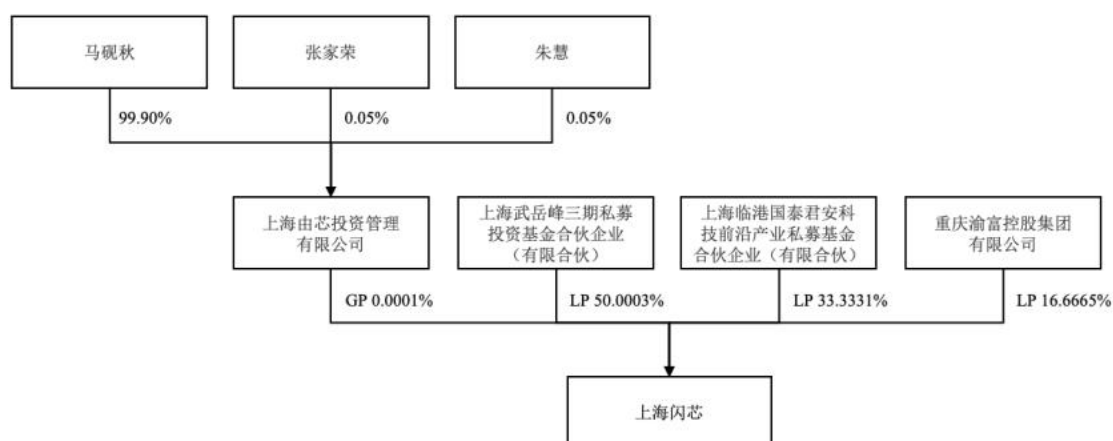 马砚秋
张家荣
朱慧
99.90%
0.05%
0.05%
上海由芯投资管理
有限公司
上海武岳峰三期私募
投资基金合伙企业
（有限合伙）
上海临港国泰君安科
技前沿产业私募基金
合伙企业（有限合伙）
重庆渝富控股集团
有限公司
GP 0.0001%
LP 50.0003%
LP 33.3331%
LP 16.6665%
上海闪芯